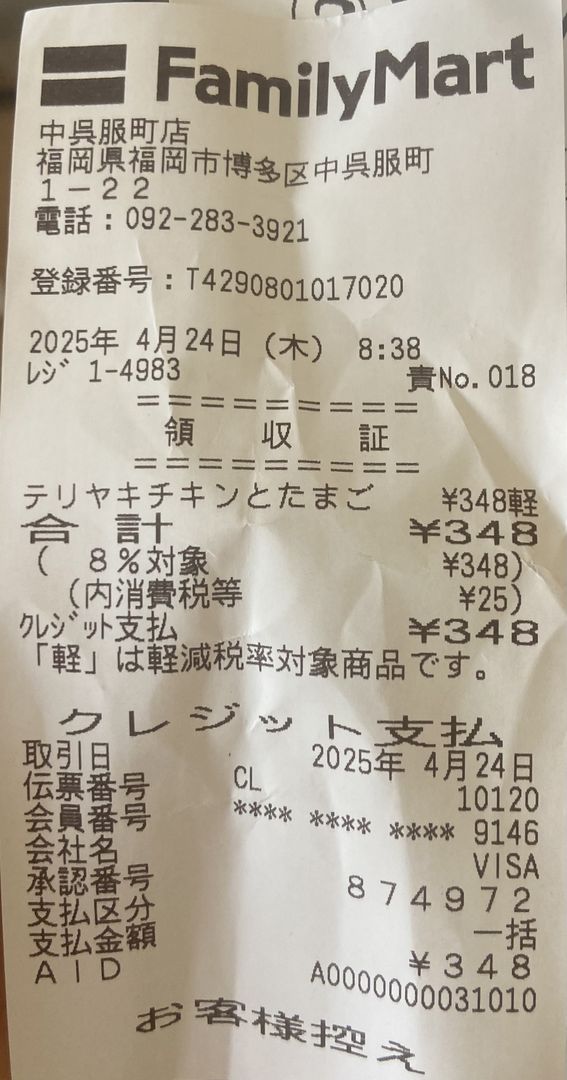 FamilyMart
中呉服町店
福岡県福岡市博多区中呉服町
1-22
電話:092-283-3921
登録番号:T4290801017020
2025年 4月24日 (木) 8:38
レジ 1-4983 責No.018
=========
領 収 証
=========
テリヤキチキンとたまご ¥348軽
合 計 ¥348
( 8%対象 ¥348)
(内消費税等 ¥25)
クレジット支払 ¥348
「軽」は軽減税率対象商品です。
クレジット支払
取引日 2025年 4月24日
伝票番号 CL 10120
会員番号 **** **** **** 9146
会社名 VISA
承認番号 874972
支払区分 一括
支払金額 ¥348
AID A0000000031010
お客様控え